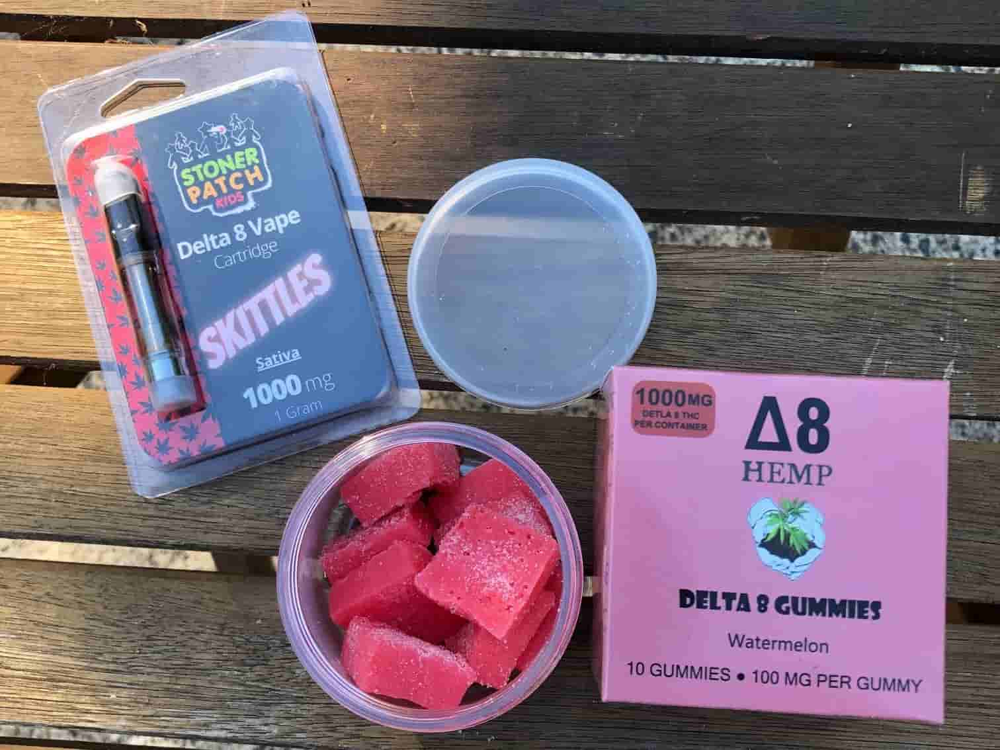 STONER
PATCH
KIDS
Delta 8 Vape
Cartridge
SKITTLES
Sativa
1000 mg
1 Gram
1000MG
DETLA 8 THC
PER CONTAINER
Δ8
HEMP
DELTA 8 GUMMIES
Watermelon
10 GUMMIES • 100 MG PER GUMMY